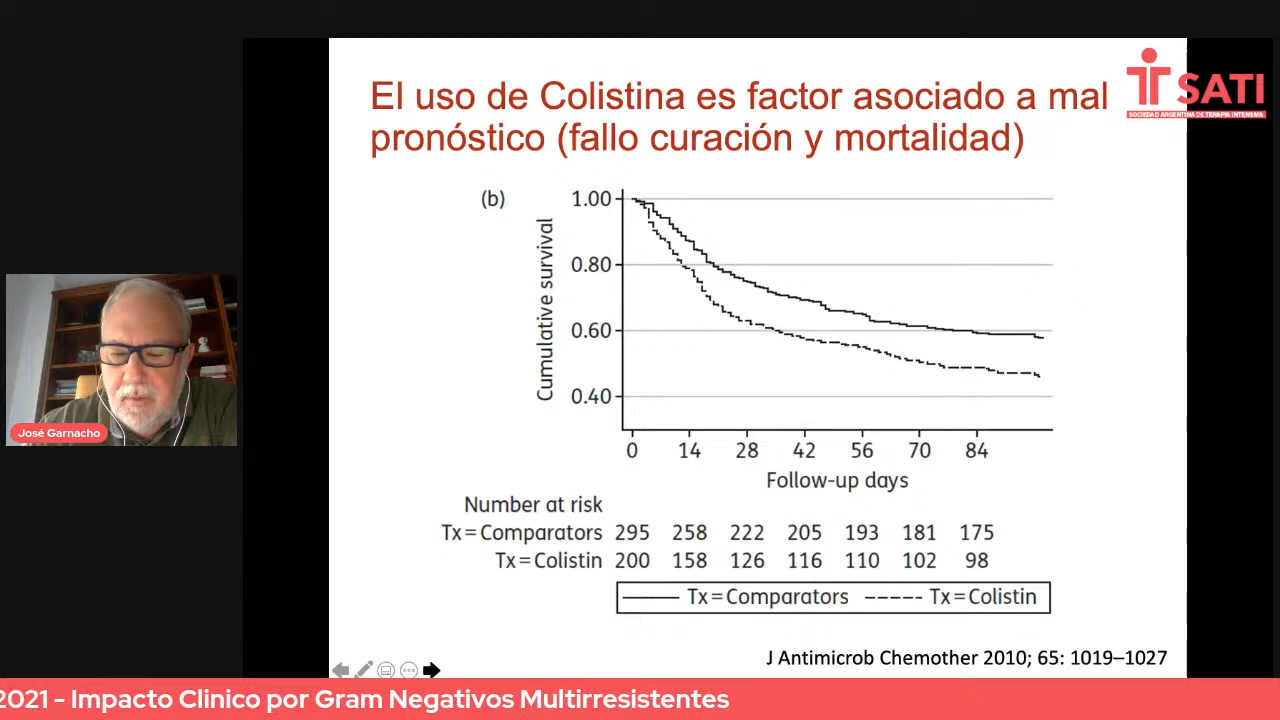 El uso de Colistina es factor asociado a mal
pronóstico (fallo curación y mortalidad)
SATI
SOCIEDAD ARGENTINA DE TERAPIA INTENSIVA
(b)
Cumulative survival
1.00
0.80
0.60
0.40
0 14 28 42 56 70 84
Follow-up days
Number at risk
Tx=Comparators 295 258 222 205 193 181 175
Tx=Colistin 200 158 126 116 110 102 98
Tx=Comparators Tx=Colistin
J Antimicrob Chemother 2010; 65: 1019–1027
José Garnacho
2021 - Impacto Clinico por Gram Negativos Multirresistentes